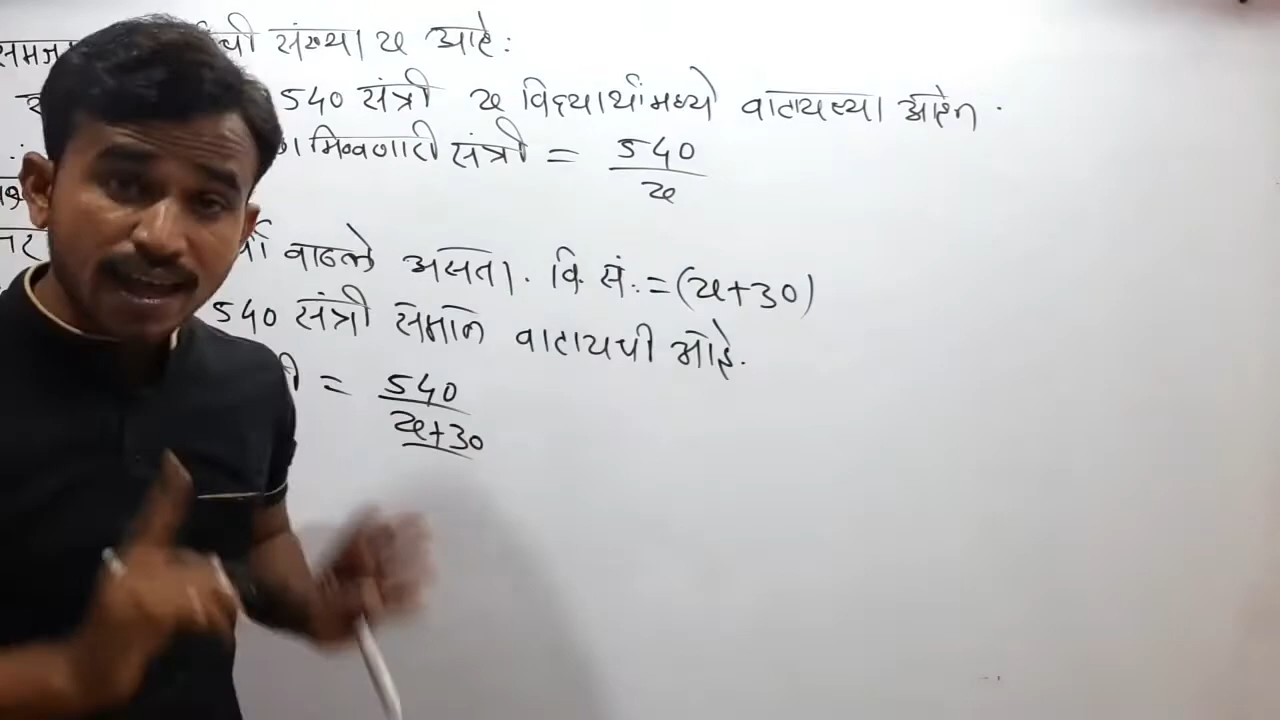 समजा ची संख्या x आहे.
540 संत्री x विद्यार्थ्यांमध्ये वाटायच्या आहेत.
∴ मिळणारी संत्री = 540/x
वाढले असता. वि. सं. = (x+30)
540 संत्री समान वाटायची आहे.
= 540/x+30